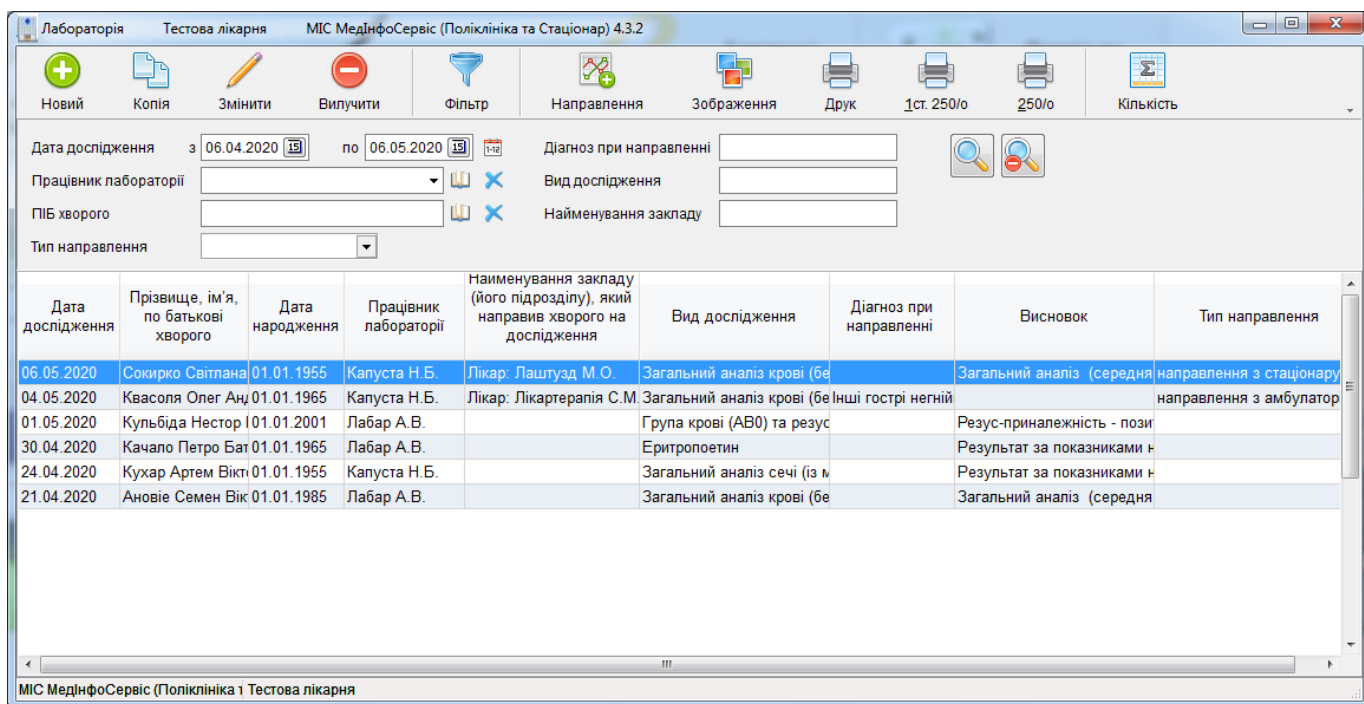 Лабораторія Тестова лікарня МІС МедІнфоСервіс (Поліклініка та Стаціонар) 4.3.2
Новий Копія Змінити Вилучити Фільтр Направлення Зображення Друк 1ст. 250/о 250/о Кількість
Дата дослідження з 06.04.2020 15 по 06.05.2020 15 1-12 Діагноз при направленні
Працівник лабораторії Вид дослідження
ПІБ хворого Найменування закладу
Тип направлення
Дата дослідження Прізвище, ім'я, по батькові хворого Дата народження Працівник лабораторії Найменування закладу (його підрозділу), який направив хворого на дослідження Вид дослідження Діагноз при направленні Висновок Тип направлення
06.05.2020 Сокирко Світлана 01.01.1955 Капуста Н.Б. Лікар: Лаштузд М.О. Загальний аналіз крові (бе Загальний аналіз (середня направлення з стаціонару
04.05.2020 Квасоля Олег Анд 01.01.1965 Капуста Н.Б. Лікар: Лікартерапія С.М. Загальний аналіз крові (бе Інші гострі негній направлення з амбулатор
01.05.2020 Кульбіда Нестор 01.01.2001 Лабар А.В. Група крові (АВ0) та резус Резус-приналежність - пози
30.04.2020 Качало Петро Бат 01.01.1965 Лабар А.В. Еритропоетин Результат за показниками н
24.04.2020 Кухар Артем Вікт 01.01.1955 Капуста Н.Б. Загальний аналіз сечі (із м Результат за показниками н
21.04.2020 Ановіе Семен Вік 01.01.1985 Лабар А.В. Загальний аналіз крові (бе Загальний аналіз (середня
МІС МедІнфоСервіс (Поліклініка т Тестова лікарня